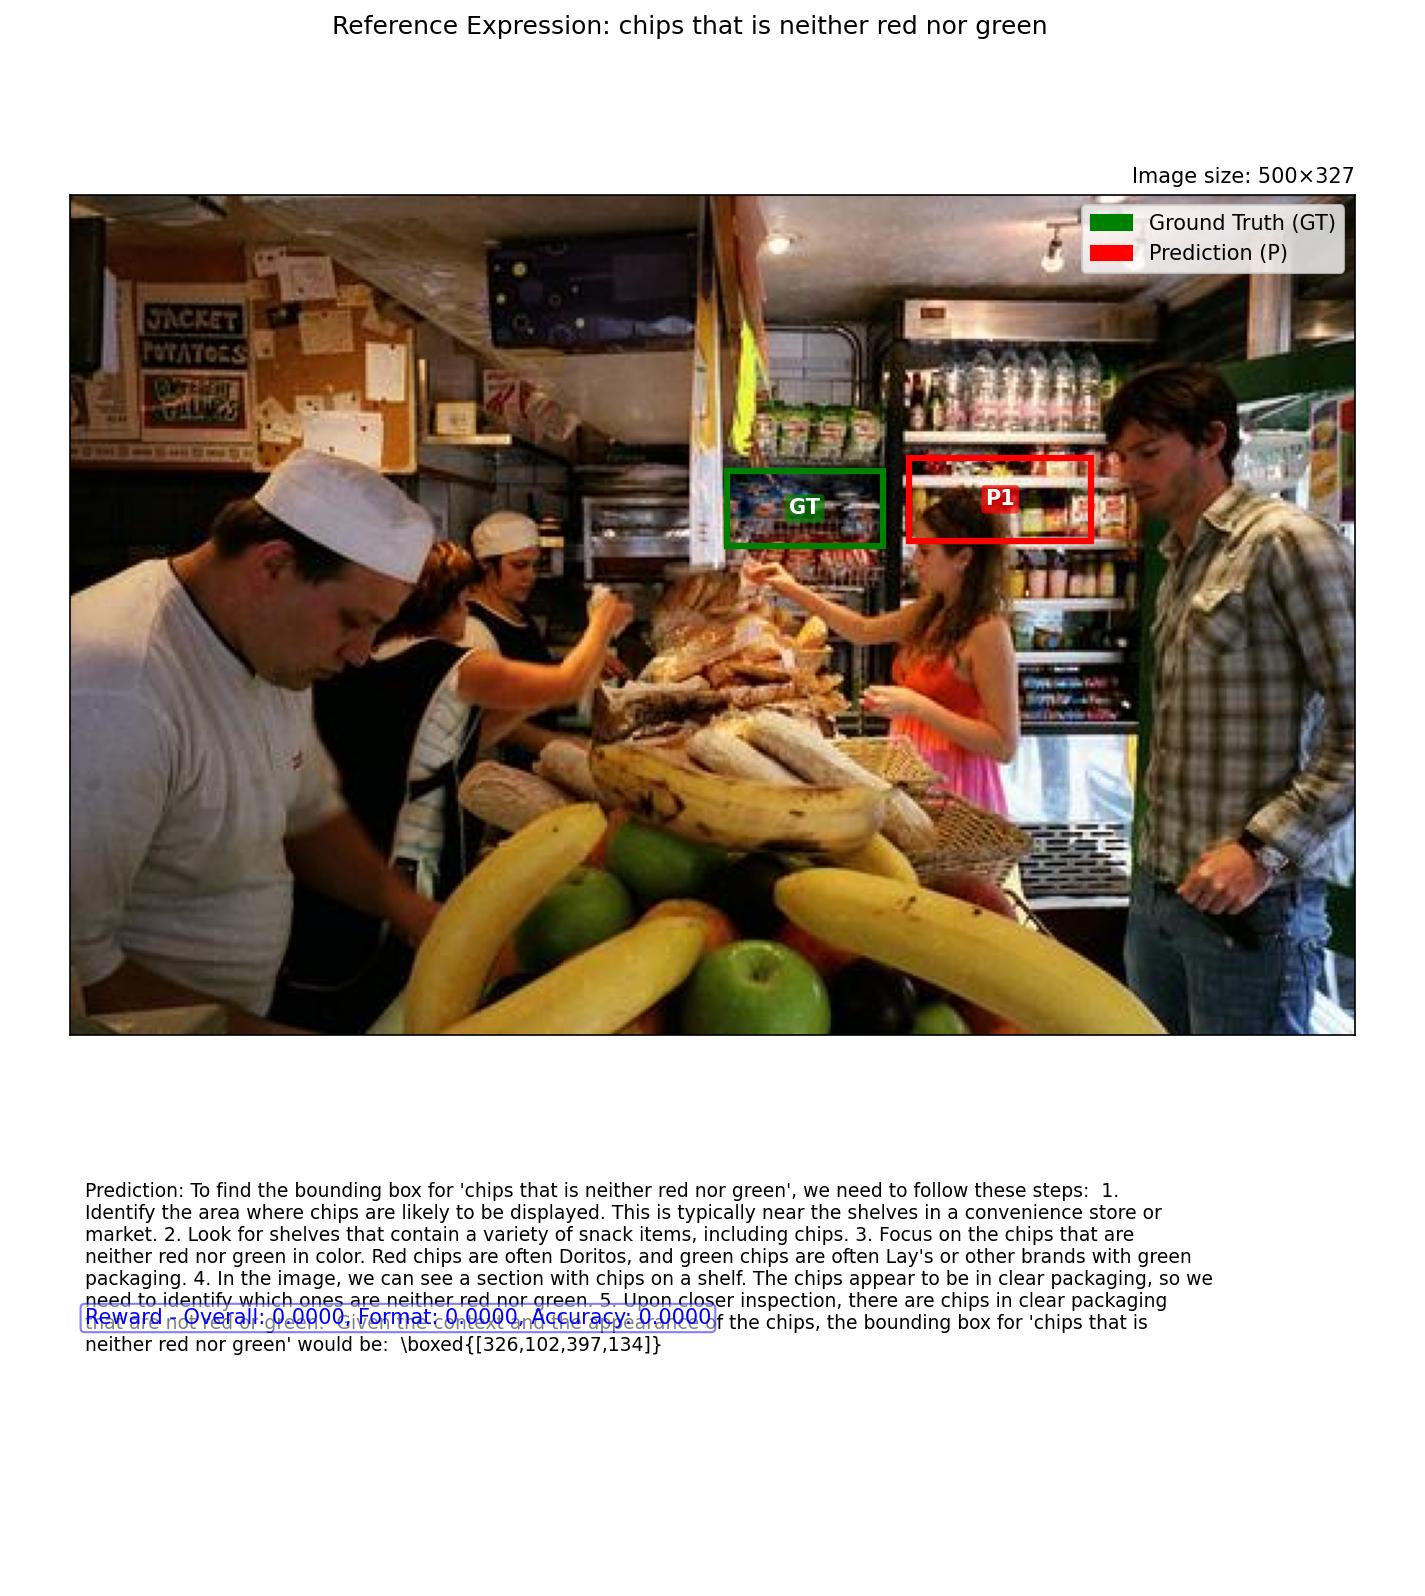 Reference Expression: chips that is neither red nor green
Image size: 500×327
Ground Truth (GT)
Prediction (P)
JACKET
POTATOES
GT
P1
Prediction: To find the bounding box for 'chips that is neither red nor green', we need to follow these steps:  1.
Identify the area where chips are likely to be displayed. This is typically near the shelves in a convenience store or
market. 2. Look for shelves that contain a variety of snack items, including chips. 3. Focus on the chips that are
neither red nor green in color. Red chips are often Doritos, and green chips are often Lay's or other brands with green
packaging. 4. In the image, we can see a section with chips on a shelf. The chips appear to be in clear packaging, so we
need to identify which ones are neither red nor green. 5. Upon closer inspection, there are chips in clear packaging
Reward - Overall: 0.0000, Format: 0.0000, Accuracy: 0.0000
that are not red or green.  Given the context and the appearance of the chips, the bounding box for 'chips that is
neither red nor green' would be:  \boxed{[326,102,397,134]}